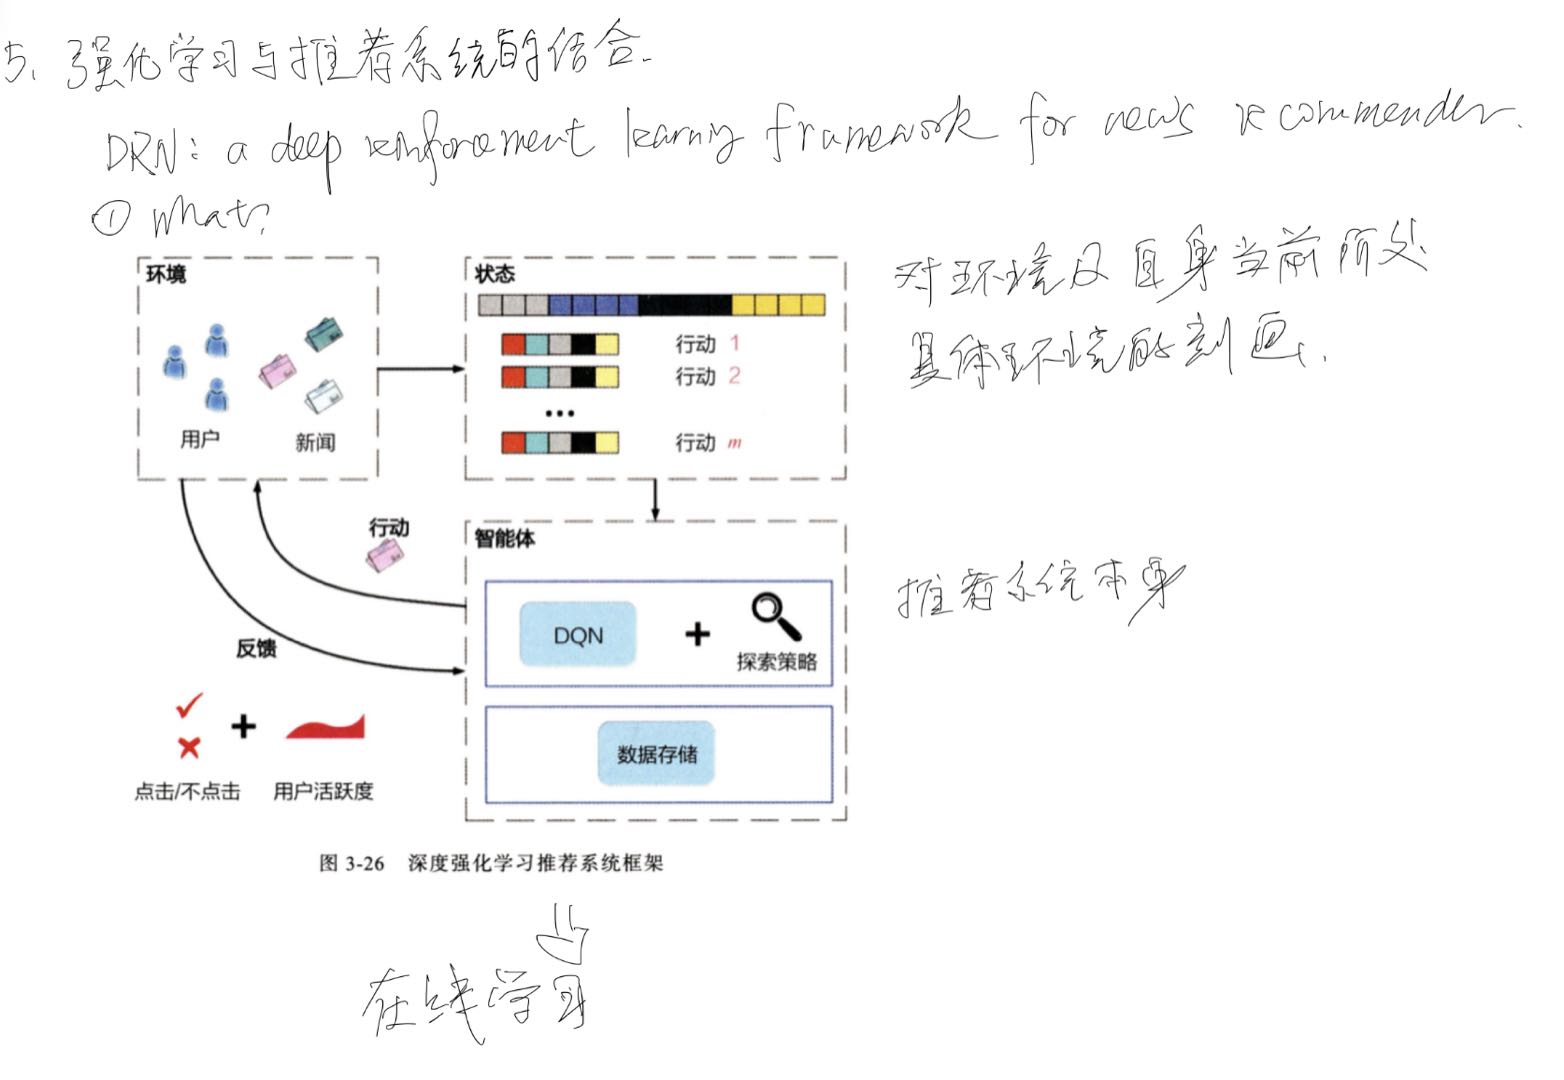 5. 强化学习与推荐系统的结合.
DRN: a deep reinforcement learning framework for news recommender.
① what?
环境
用户
新闻
状态
行动 1
行动 2
...
行动 m
对环境及自身当前所处
具体环境的刻画.
行动
智能体
DQN
+
探索策略
推荐系统本身
反馈
+
数据存储
点击/不点击
用户活跃度
图 3-26 深度强化学习推荐系统框架
在线学习